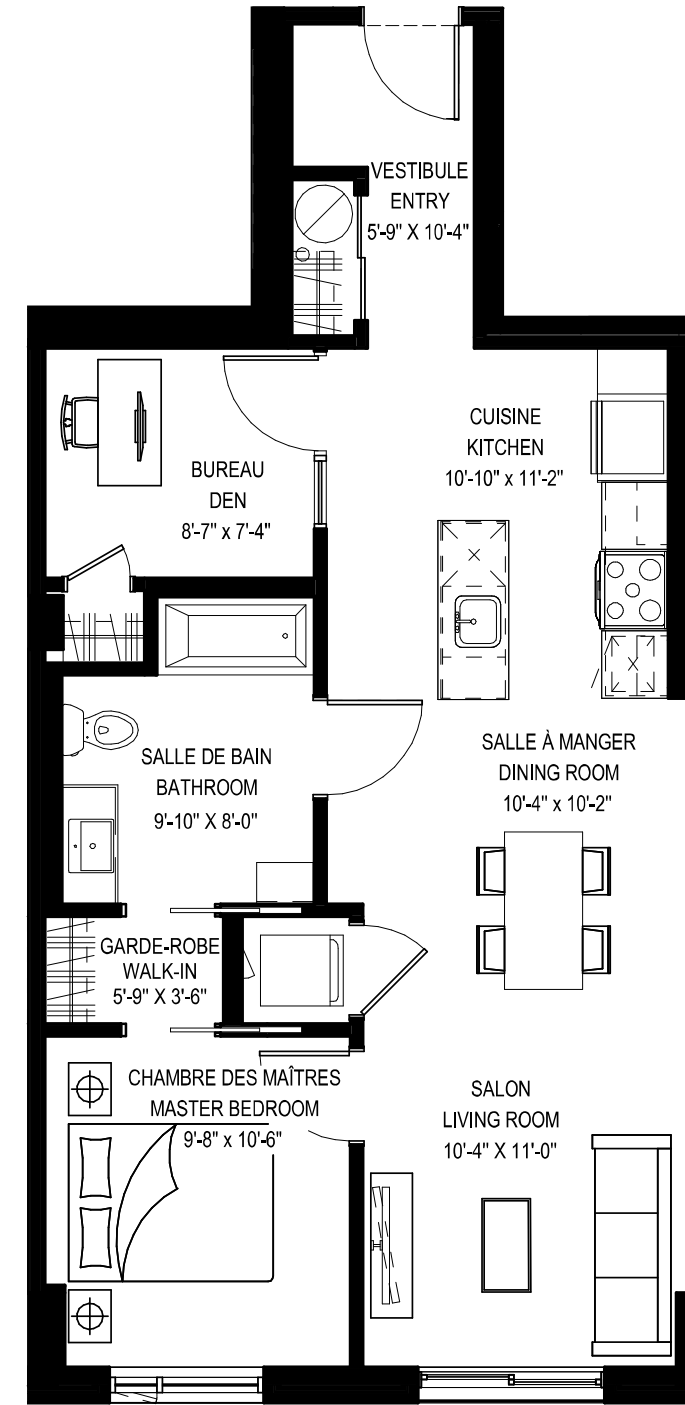 VESTIBULE
ENTRY
5'-9" X 10'-4"
CUISINE
KITCHEN
10'-10" x 11'-2"
BUREAU
DEN
8'-7" x 7'-4"
SALLE À MANGER
DINING ROOM
10'-4" x 10'-2"
SALLE DE BAIN
BATHROOM
9'-10" X 8'-0"
GARDE-ROBE
WALK-IN
5'-9" X 3'-6"
CHAMBRE DES MAÎTRES
MASTER BEDROOM
9'-8" x 10'-6"
SALON
LIVING ROOM
10'-4" X 11'-0"